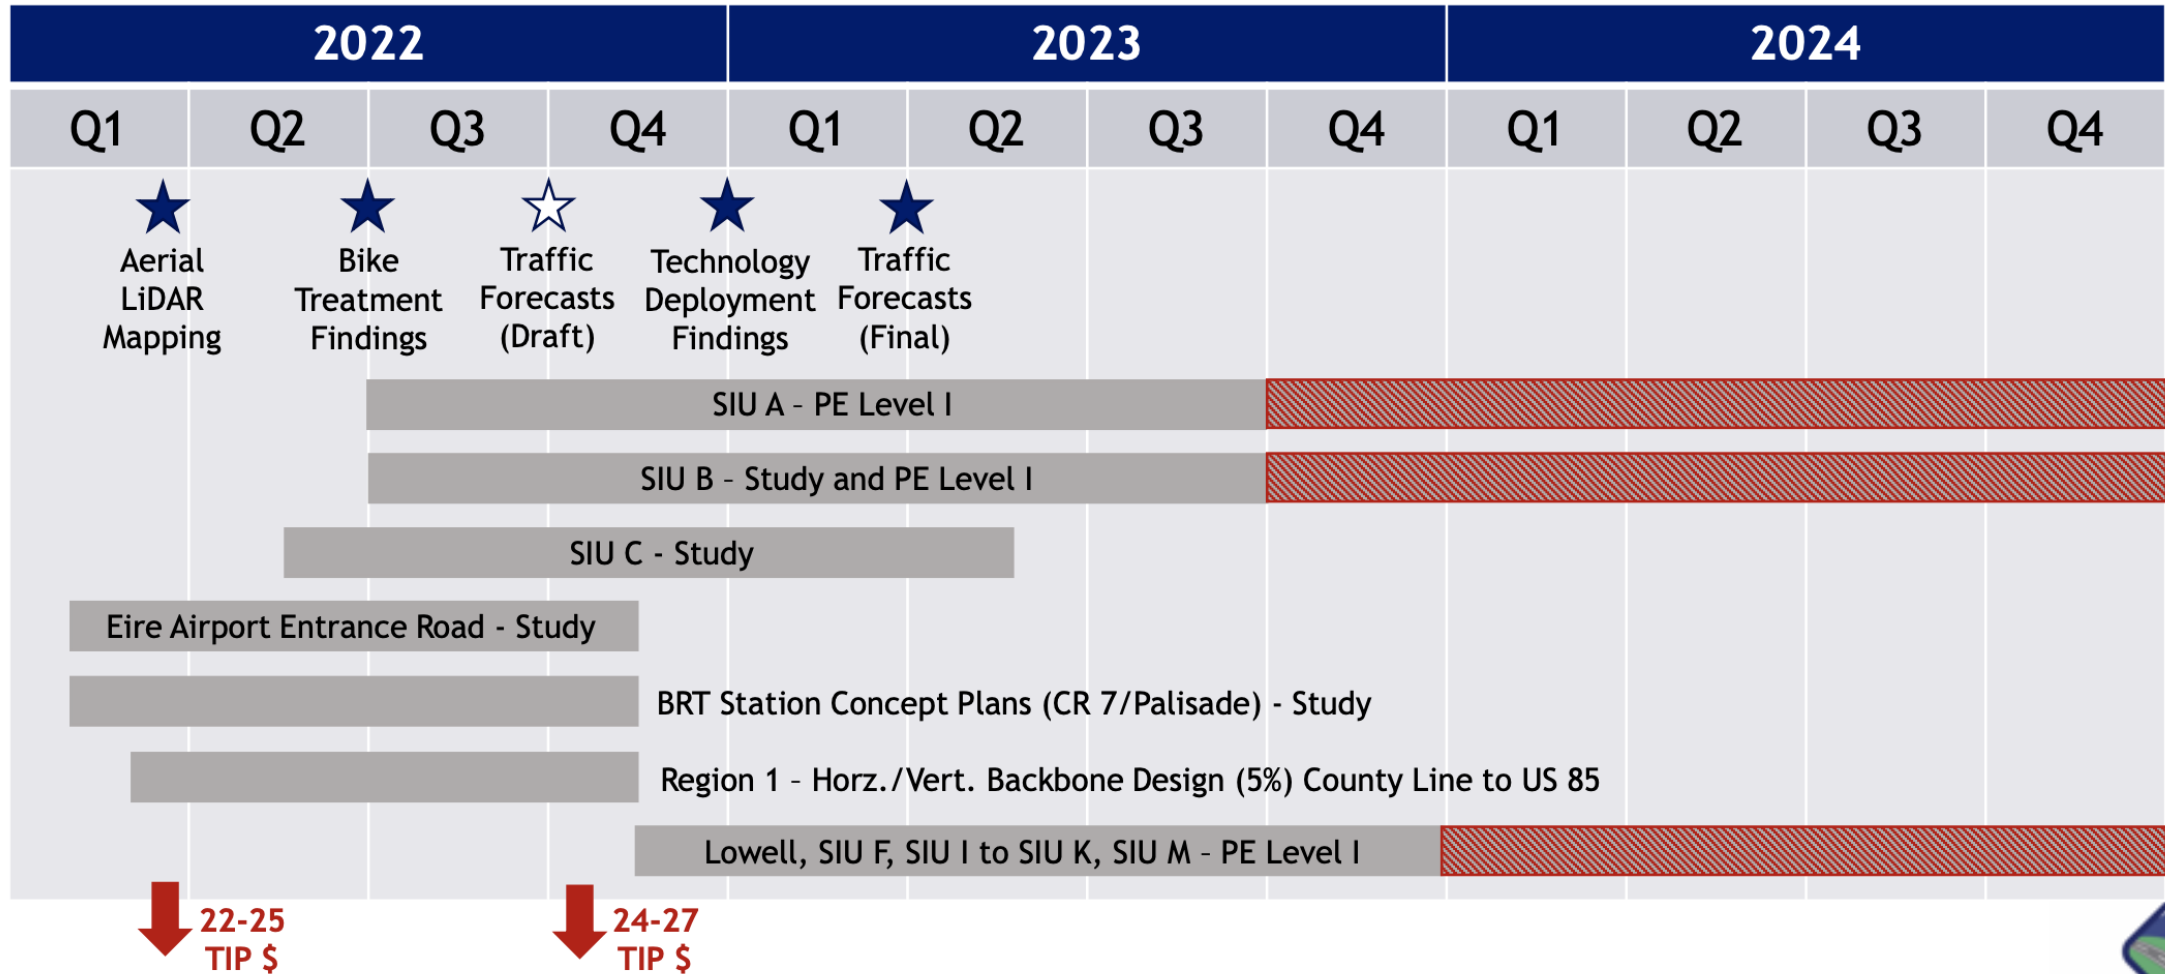 2022 2023 2024
Q1 Q2 Q3 Q4 Q1 Q2 Q3 Q4 Q1 Q2 Q3 Q4
Aerial
LiDAR
Mapping
Bike
Treatment
Findings
Traffic
Forecasts
(Draft)
Technology
Deployment
Findings
Traffic
Forecasts
(Final)
SIU A – PE Level I
SIU B – Study and PE Level I
SIU C - Study
Eire Airport Entrance Road - Study
BRT Station Concept Plans (CR 7/Palisade) - Study
Region 1 – Horz./Vert. Backbone Design (5%) County Line to US 85
Lowell, SIU F, SIU I to SIU K, SIU M – PE Level I
22-25
TIP $
24-27
TIP $